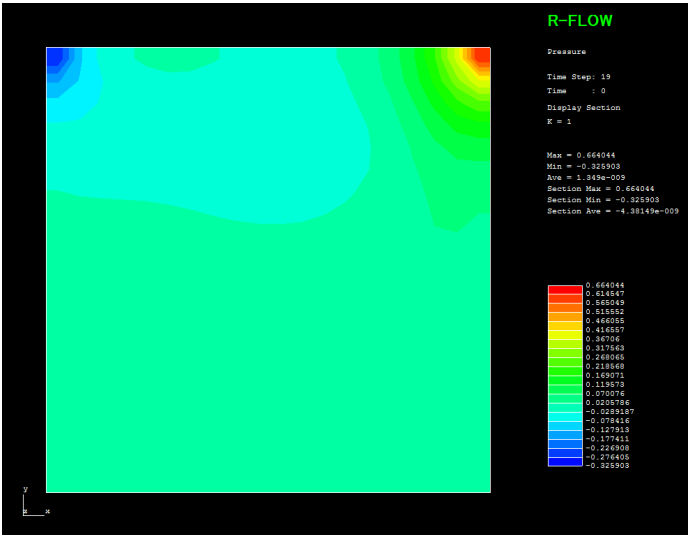 R-FLOW
Pressure
Time Step: 19
Time : 0
Display Section
K = 1
Max = 0.664044
Min = -0.325903
Ave = 1.349e-009
Section Max = 0.664044
Section Min = -0.325903
Section Ave = -4.38149e-009
0.664044
0.614547
0.565049
0.515552
0.466055
0.416557
0.36706
0.317563
0.268065
0.218568
0.169071
0.119573
0.070076
0.0205786
-0.0289187
-0.078416
-0.127913
-0.177411
-0.226908
-0.276405
-0.325903
y
z x